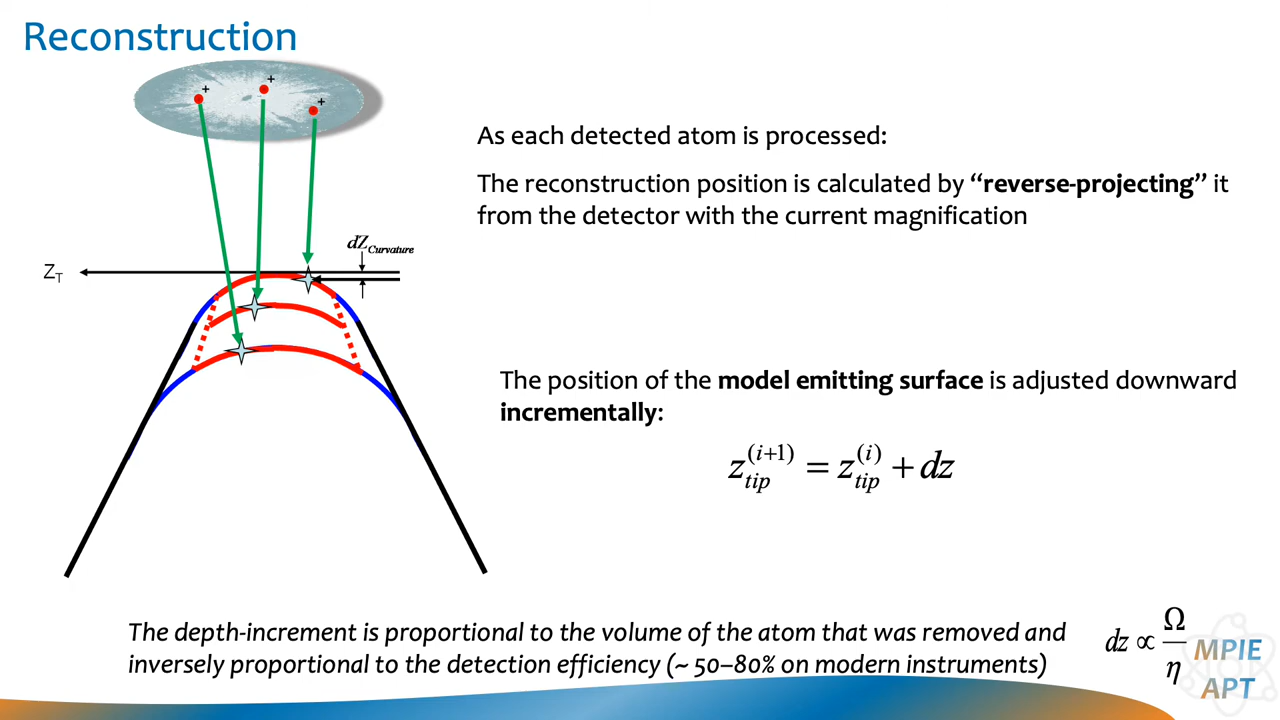 Reconstruction
+
+
+
As each detected atom is processed:
The reconstruction position is calculated by “reverse-projecting” it
from the detector with the current magnification
dZ_Curvature
Z_T
The position of the model emitting surface is adjusted downward
incrementally:
z_tip^(i+1) = z_tip^(i) + dz
The depth-increment is proportional to the volume of the atom that was removed and
inversely proportional to the detection efficiency (~ 50–80% on modern instruments)
dz ∝ Ω/η
MPIE
APT